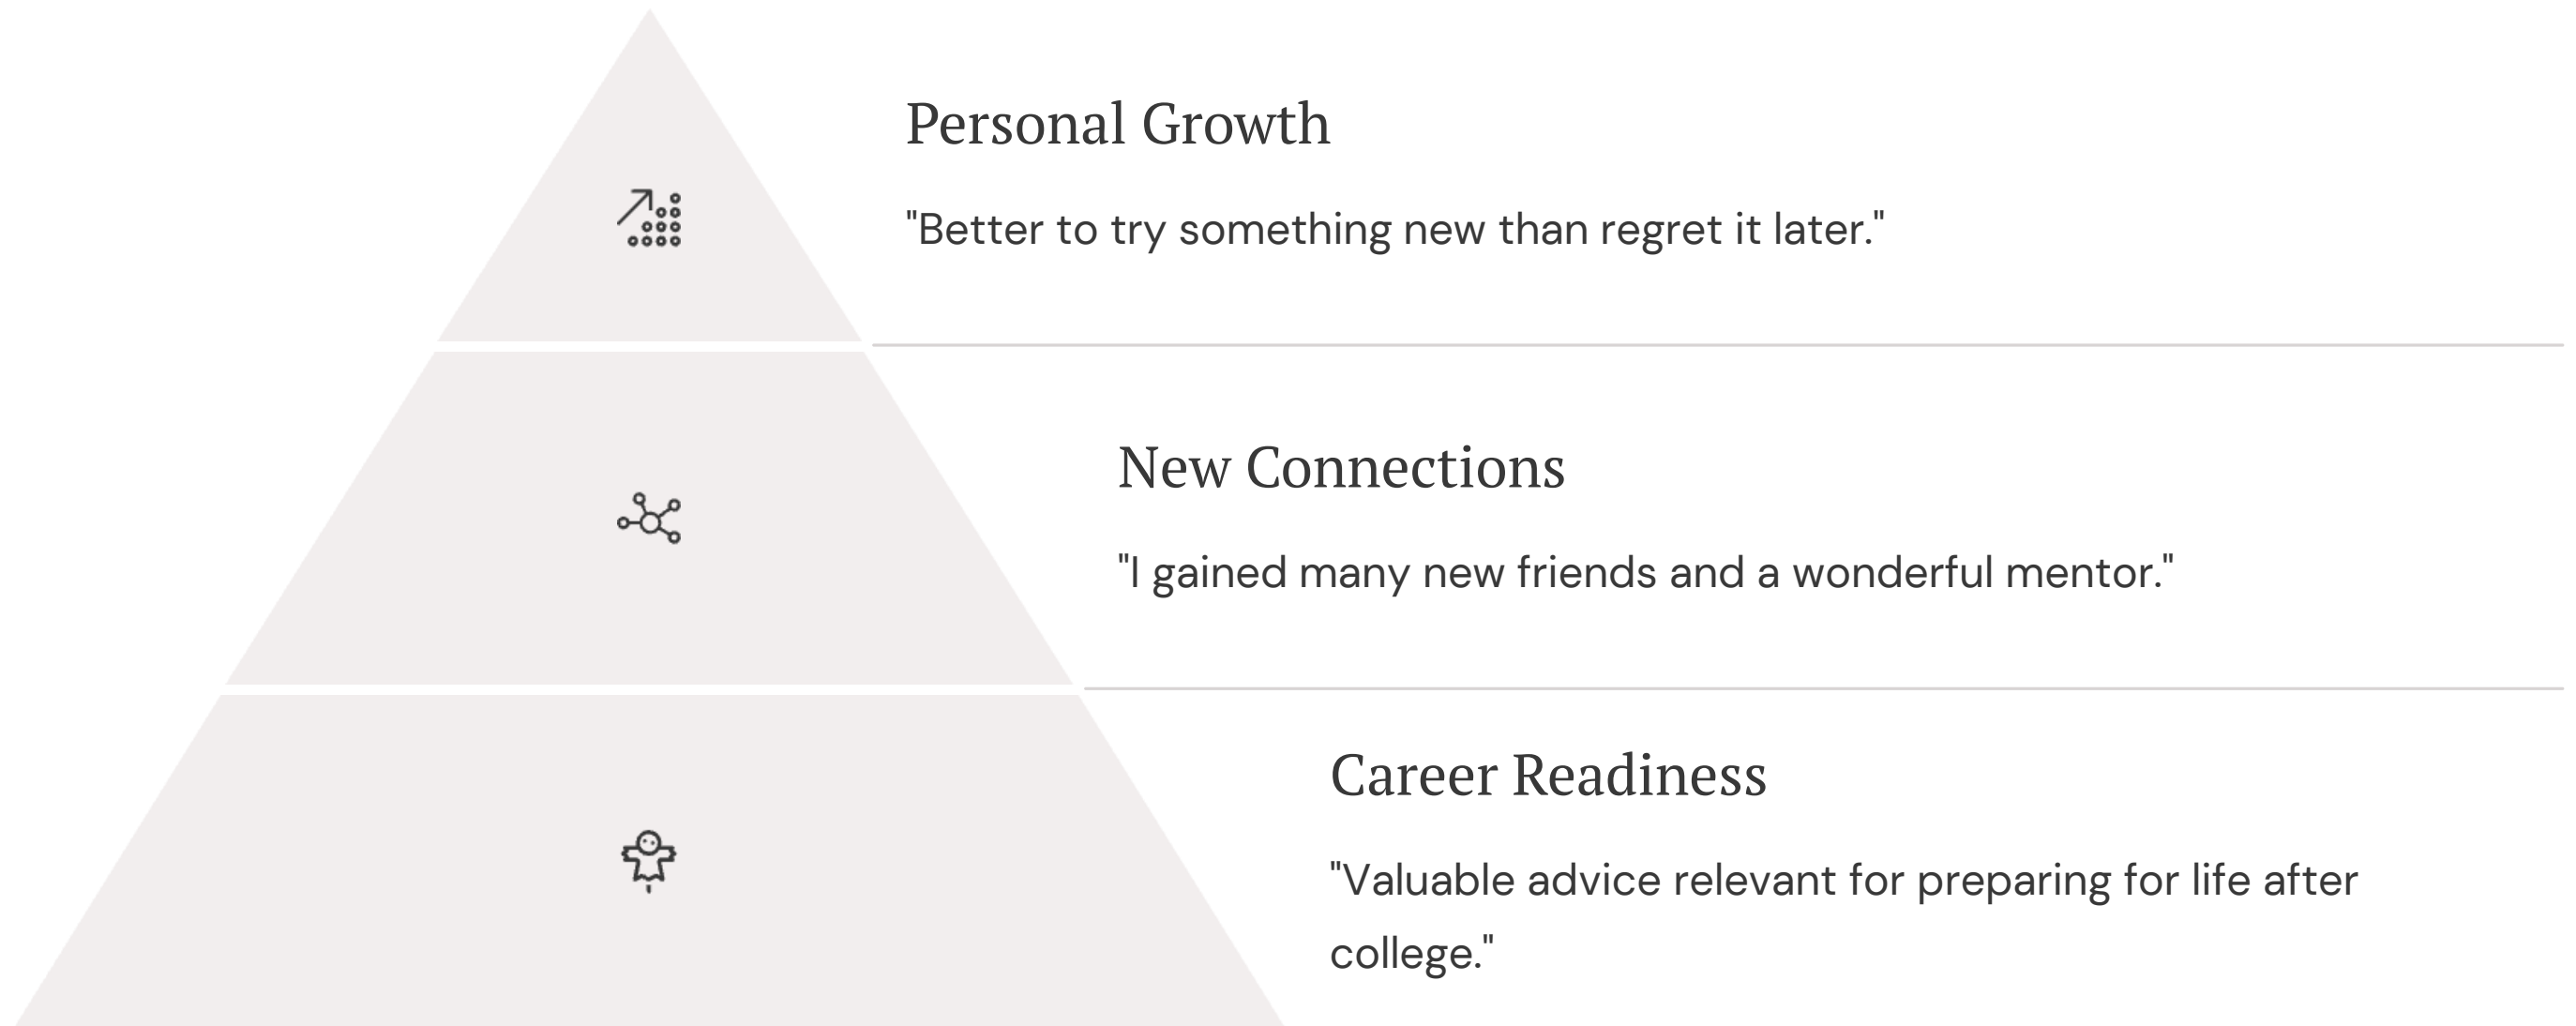 Personal Growth
"Better to try something new than regret it later."
New Connections
"I gained many new friends and a wonderful mentor."
Career Readiness
"Valuable advice relevant for preparing for life after
college."